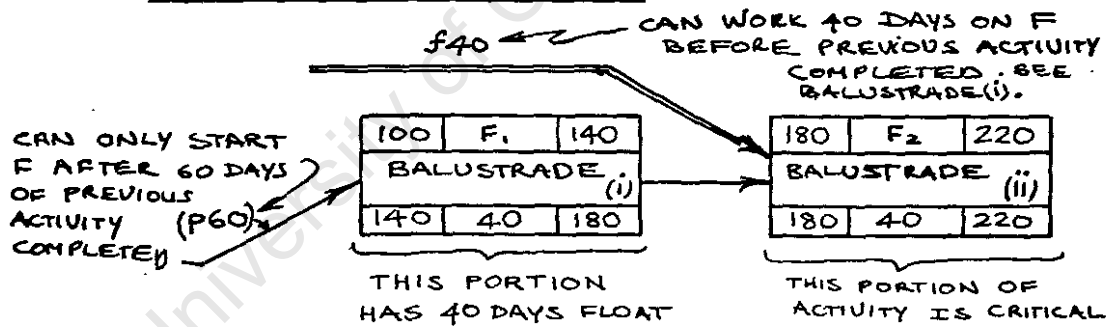 CAN WORK 40 DAYS ON F
f40 BEFORE PREVIOUS ACTIVITY
COMPLETED. SEE
BALUSTRADE(i).
CAN ONLY START
F AFTER 60 DAYS
OF PREVIOUS
ACTIVITY (P60)
COMPLETED
100 F1 140
BALUSTRADE (i)
140 40 180
180 F2 220
BALUSTRADE (ii)
180 40 220
THIS PORTION
HAS 40 DAYS FLOAT
THIS PORTION OF
ACTIVITY IS CRITICAL
University of